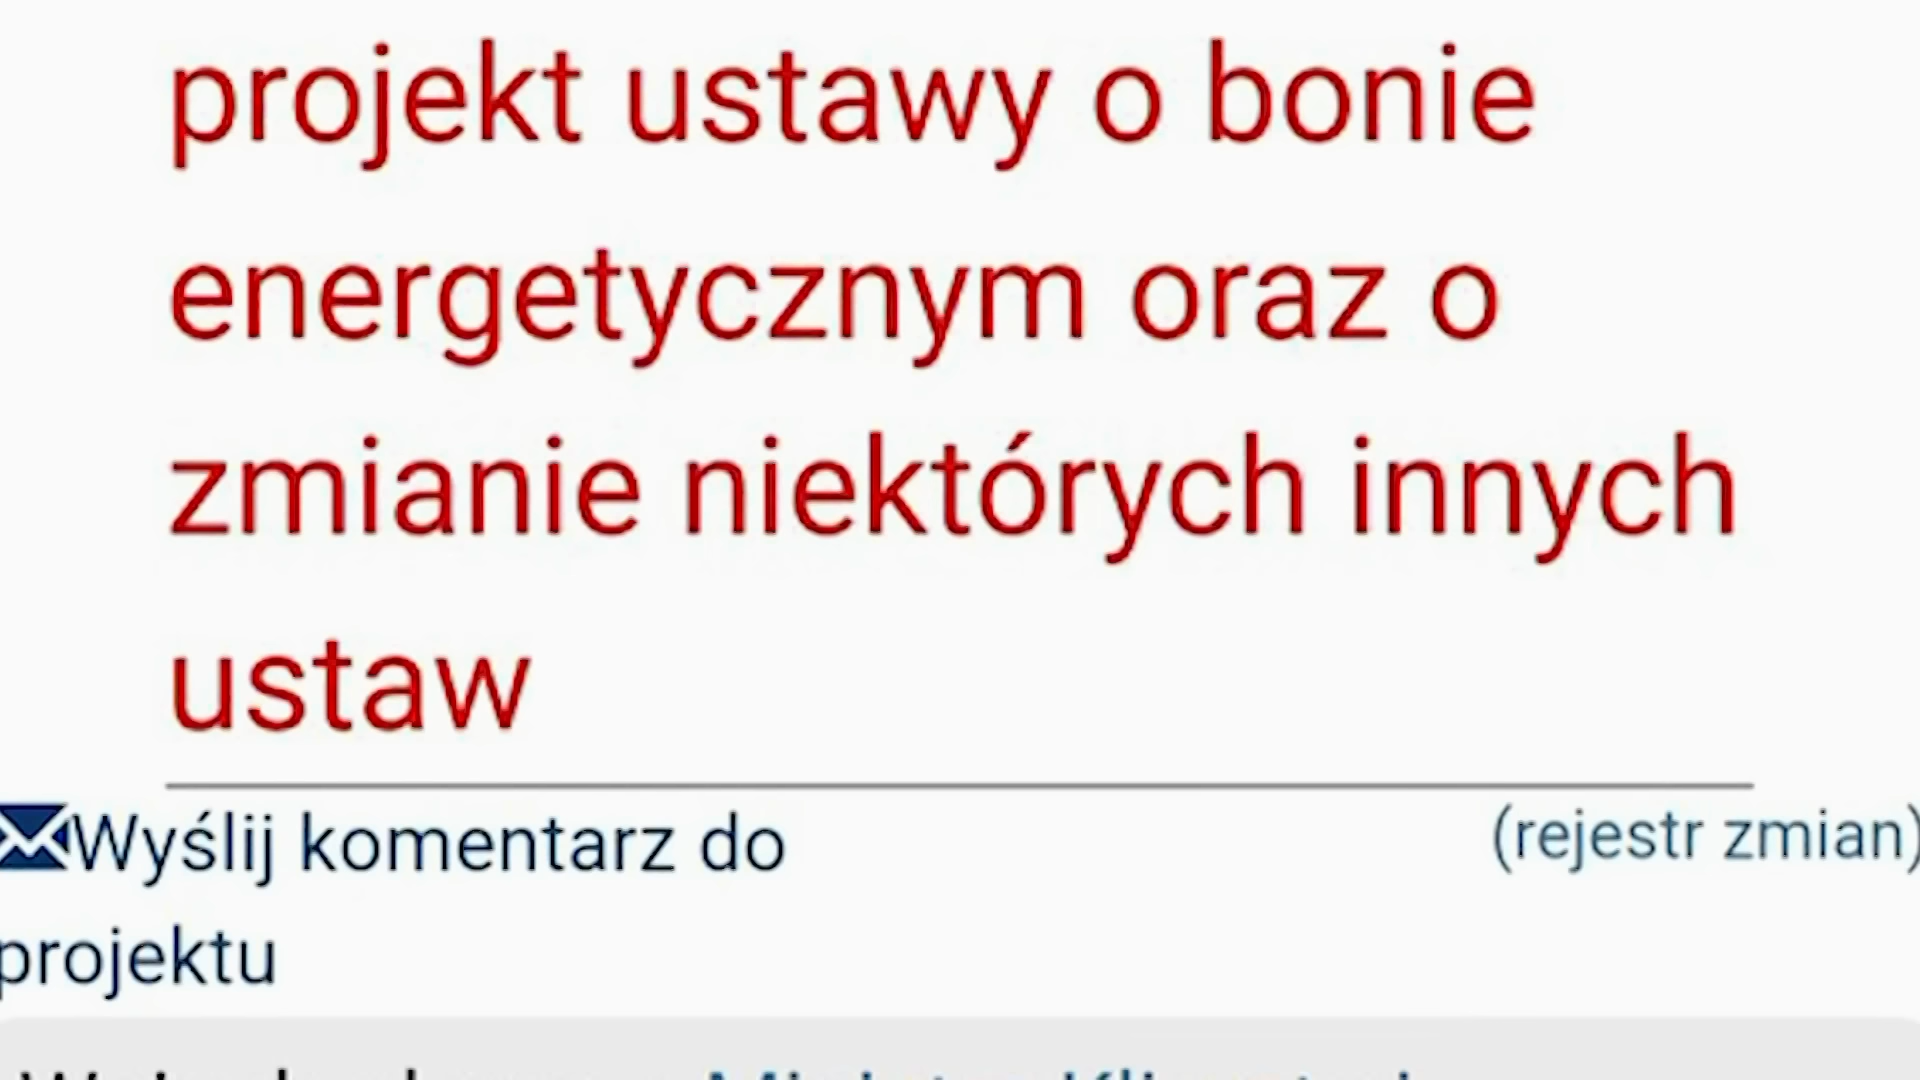 projekt ustawy o bonie
energetycznym oraz o
zmianie niektórych innych
ustaw
Wyślij komentarz do
projektu
(rejestr zmian)